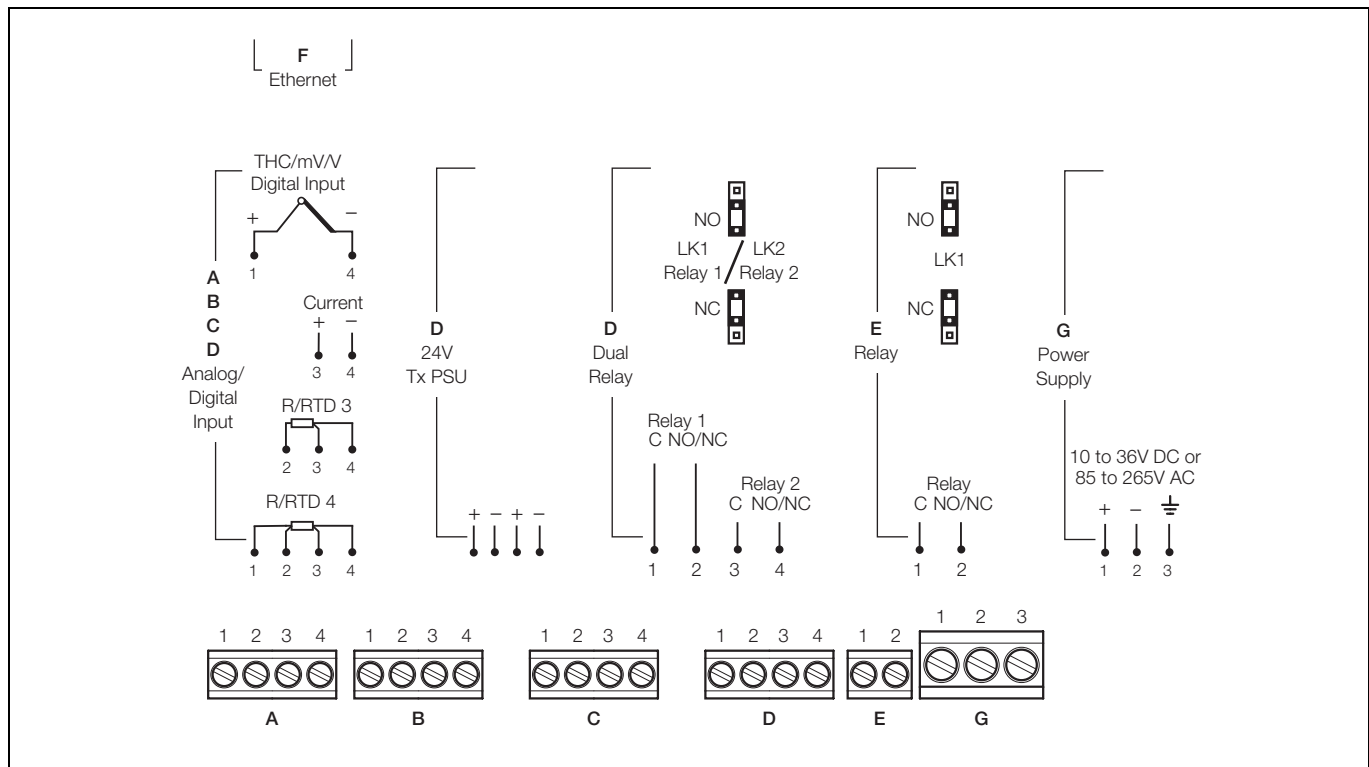 F
Ethernet
THC/mV/V
Digital Input
+ −
1 4
A
B
C
D
Analog/
Digital
Input
Current
+ −
3 4
R/RTD 3
2 3 4
R/RTD 4
1 2 3 4
D
24V
Tx PSU
+ − + −
D
Dual
Relay
NO
LK1 LK2
Relay 1 Relay 2
NC
Relay 1
C NO/NC
Relay 2
C NO/NC
1 2 3 4
E
Relay
NO
LK1
NC
Relay
C NO/NC
1 2
G
Power
Supply
10 to 36V DC or
85 to 265V AC
+ −
1 2 3
1 2 3 4
A
1 2 3 4
B
1 2 3 4
C
1 2 3 4
D
1 2
E
1 2 3
G